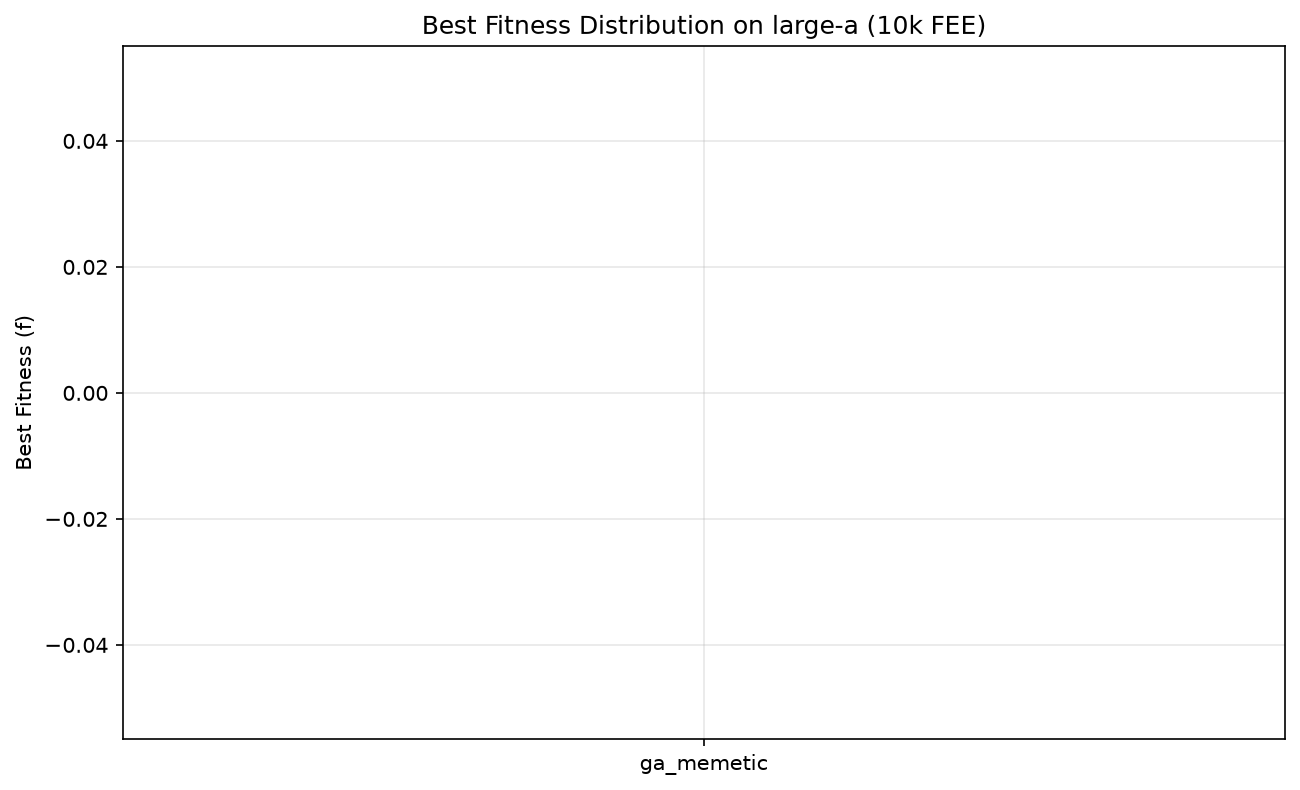 Best Fitness Distribution on large-a (10k FEE)
Best Fitness (f)
0.04
0.02
0.00
−0.02
−0.04
ga_memetic